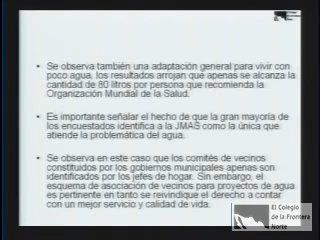 • Se observa también una adaptación general para vivir con
poco agua, los resultados arrojan que apenas se alcanza la
cantidad de 80 litros por persona que recomienda la
Organización Mundial de la Salud.
• Es importante señalar el hecho de que la gran mayoría de
los encuestados identifica a la JMAS como la única que
atiende la problemática del agua.
• Se observa en este caso que los comités de vecinos
constituidos por los gobiernos municipales apenas son
identificados por los jefes de hogar. Sin embargo, el
esquema de asociación de vecinos para proyectos de agua
es pertinente en tanto se reivindique el derecho a contar
con un mejor servicio y calidad de vida.
El Colegio
de la Frontera
Norte